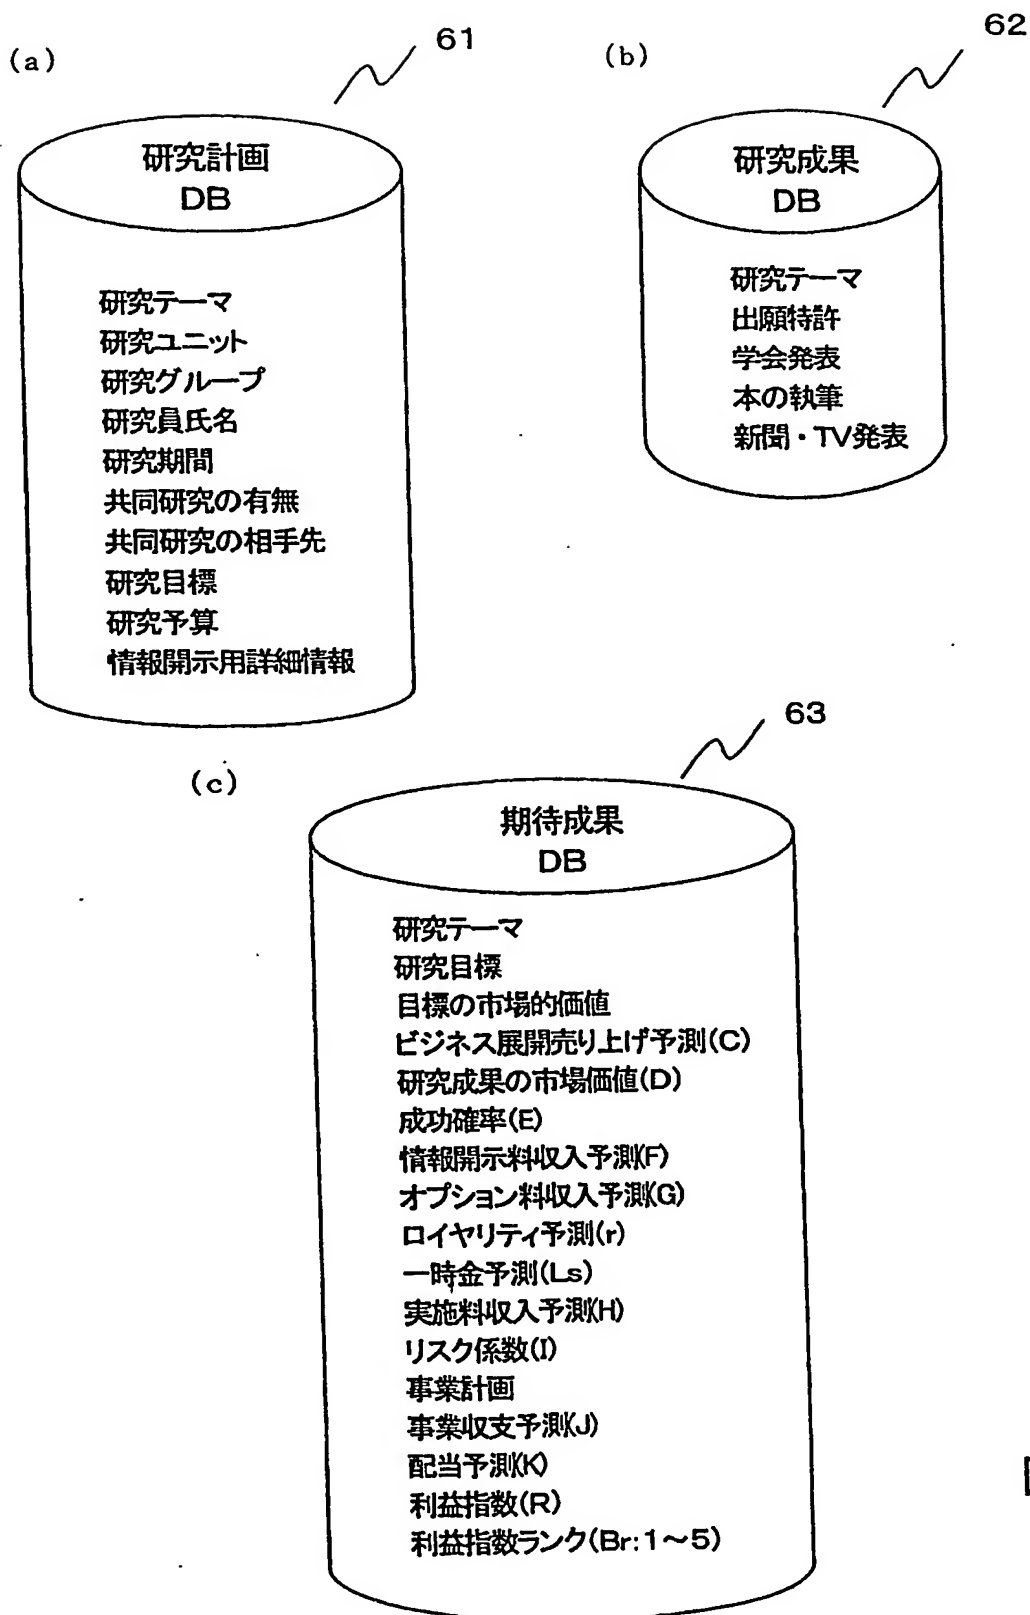 (a)
61
研究計画
DB
研究テーマ
研究ユニット
研究グループ
研究員氏名
研究期間
共同研究の有無
共同研究の相手先
研究目標
研究予算
情報開示用詳細情報
(b)
62
研究成果
DB
研究テーマ
出願特許
学会発表
本の執筆
新聞・TV発表
(c)
63
期待成果
DB
研究テーマ
研究目標
目標の市場的価値
ビジネス展開売り上げ予測(C)
研究成果の市場価値(D)
成功確率(E)
情報開示料収入予測(F)
オプション料収入予測(G)
ロイヤリティ予測(r)
一時金予測(Ls)
実施料収入予測(H)
リスク係数(I)
事業計画
事業収支予測(J)
配当予測(K)
利益指数(R)
利益指数ランク(Br:1～5)